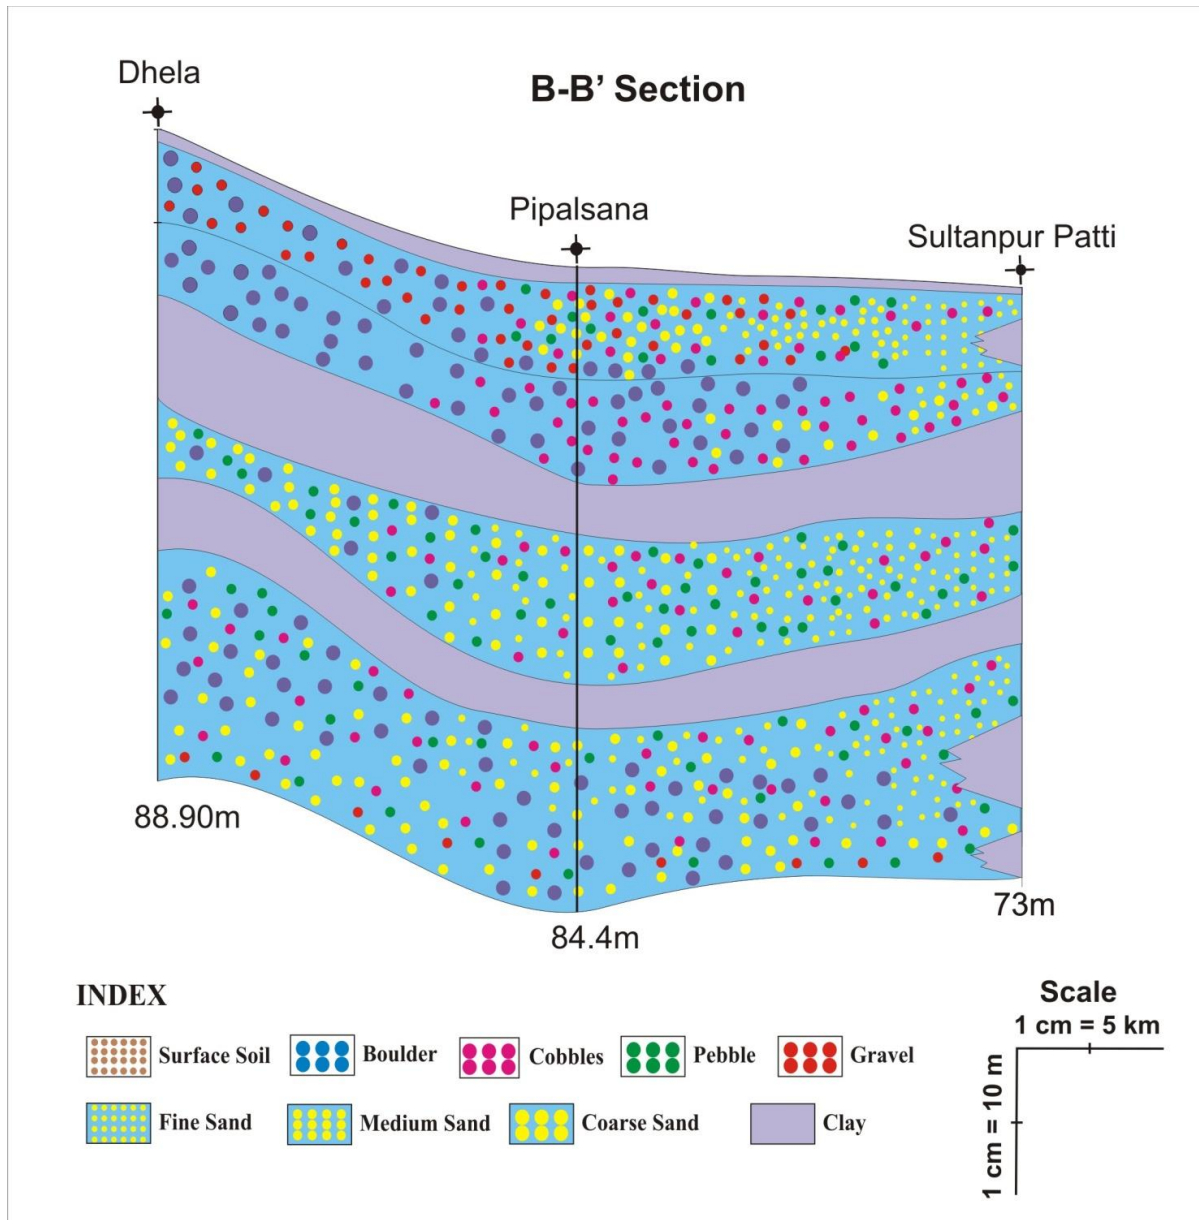 Dhela
B-B’ Section
Pipalsana
Sultanpur Patti
88.90m
84.4m
73m
INDEX
Surface Soil
Boulder
Cobbles
Pebble
Gravel
Fine Sand
Medium Sand
Coarse Sand
Clay
Scale
1 cm = 5 km
1 cm = 10 m